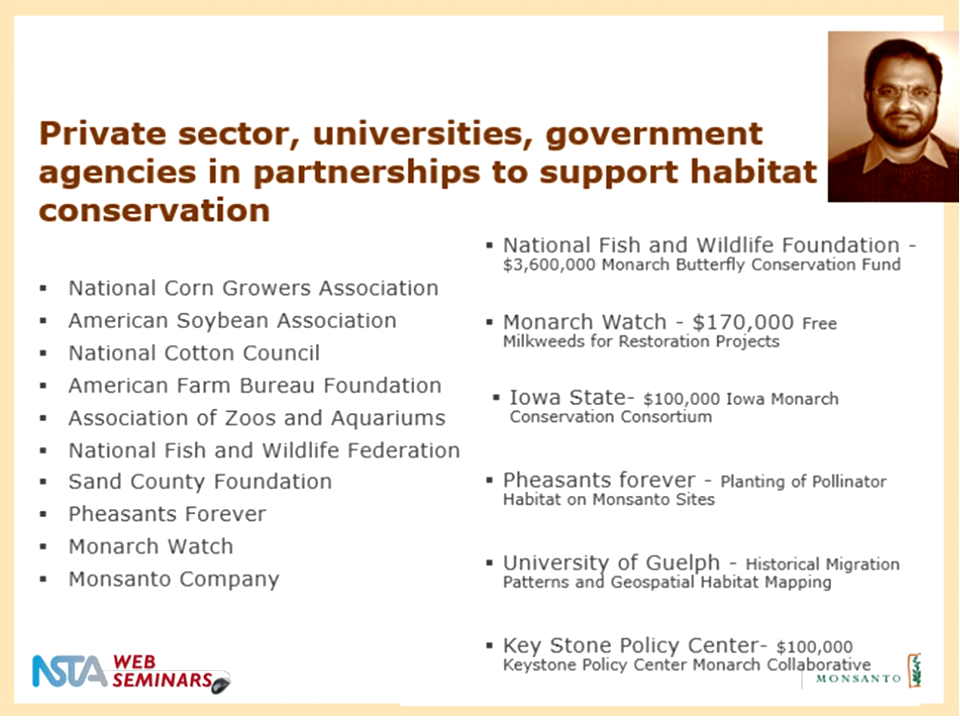 Private sector, universities, government
agencies in partnerships to support habitat
conservation
▪ National Corn Growers Association
▪ American Soybean Association
▪ National Cotton Council
▪ American Farm Bureau Foundation
▪ Association of Zoos and Aquariums
▪ National Fish and Wildlife Federation
▪ Sand County Foundation
▪ Pheasants Forever
▪ Monarch Watch
▪ Monsanto Company
▪ National Fish and Wildlife Foundation -
$3,600,000 Monarch Butterfly Conservation Fund
▪ Monarch Watch - $170,000 Free
Milkweeds for Restoration Projects
▪ Iowa State- $100,000 Iowa Monarch
Conservation Consortium
▪ Pheasants forever - Planting of Pollinator
Habitat on Monsanto Sites
▪ University of Guelph - Historical Migration
Patterns and Geospatial Habitat Mapping
▪ Key Stone Policy Center- $100,000
Keystone Policy Center Monarch Collaborative
NSTA WEB
SEMINARS
MONSANTO